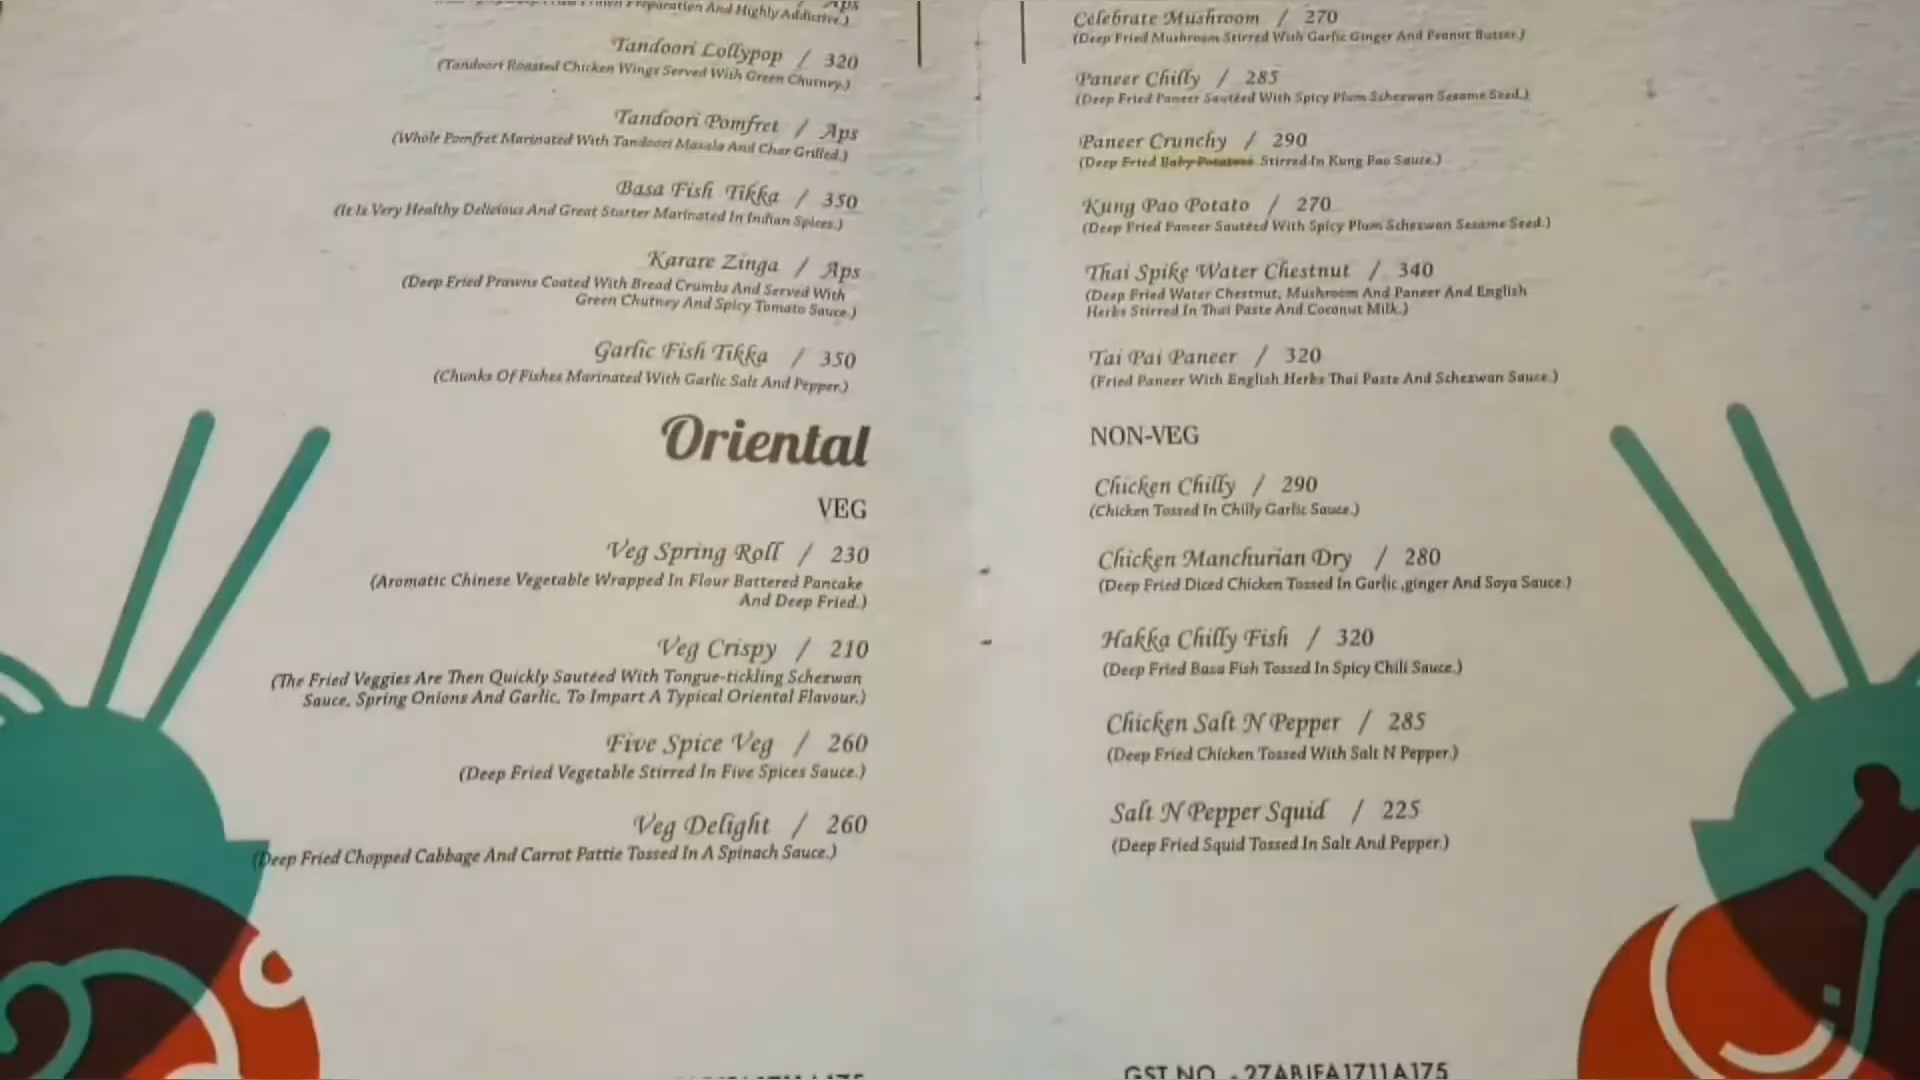 Preparation And Highly Addictive.)
Tandoori Lollypop / 320
(Tandoori Roasted Chicken Wings Served With Green Chutney.)
Tandoori Pomfret / Aps
(Whole Pomfret Marinated With Tandoori Masala And Char Grilled.)
Basa Fish Tikka / 350
(It Is Very Healthy Delicious And Great Starter Marinated In Indian Spices.)
Karare Zinga / Aps
(Deep Fried Prawns Coated With Bread Crumbs And Served With
Green Chutney And Spicy Tomato Sauce.)
Garlic Fish Tikka / 350
(Chunks Of Fishes Marinated With Garlic Salt And Pepper.)
Oriental
VEG
Veg Spring Roll / 230
(Aromatic Chinese Vegetable Wrapped In Flour Battered Pancake
And Deep Fried.)
Veg Crispy / 210
(The Fried Veggies Are Then Quickly Sautéed With Tongue-tickling Schezwan
Sauce, Spring Onions And Garlic, To Impart A Typical Oriental Flavour.)
Five Spice Veg / 260
(Deep Fried Vegetable Stirred In Five Spices Sauce.)
Veg Delight / 260
(Deep Fried Chopped Cabbage And Carrot Pattie Tossed In A Spinach Sauce.)
Celebrate Mushroom / 270
(Deep Fried Mushroom Stirred With Garlic Ginger And Peanut Butter.)
Paneer Chilly / 285
(Deep Fried Paneer Sautéed With Spicy Plum Schezwan Sesame Seed.)
Paneer Crunchy / 290
(Deep Fried Baby Potatoes Stirred In Kung Pao Sauce.)
Kung Pao Potato / 270
(Deep Fried Paneer Sautéed With Spicy Plum Schezwan Sesame Seed.)
Thai Spike Water Chestnut / 340
(Deep Fried Water Chestnut, Mushroom And Paneer And English
Herbs Stirred In Thai Paste And Coconut Milk.)
Tai Pai Paneer / 320
(Fried Paneer With English Herbs Thai Paste And Schezwan Sauce.)
NON-VEG
Chicken Chilly / 290
(Chicken Tossed In Chilly Garlic Sauce.)
Chicken Manchurian Dry / 280
(Deep Fried Diced Chicken Tossed In Garlic ,ginger And Soya Sauce.)
Hakka Chilly Fish / 320
(Deep Fried Basa Fish Tossed In Spicy Chili Sauce.)
Chicken Salt N Pepper / 285
(Deep Fried Chicken Tossed With Salt N Pepper.)
Salt N Pepper Squid / 225
(Deep Fried Squid Tossed In Salt And Pepper.)
GST NO. - 27ABIFA1711A175